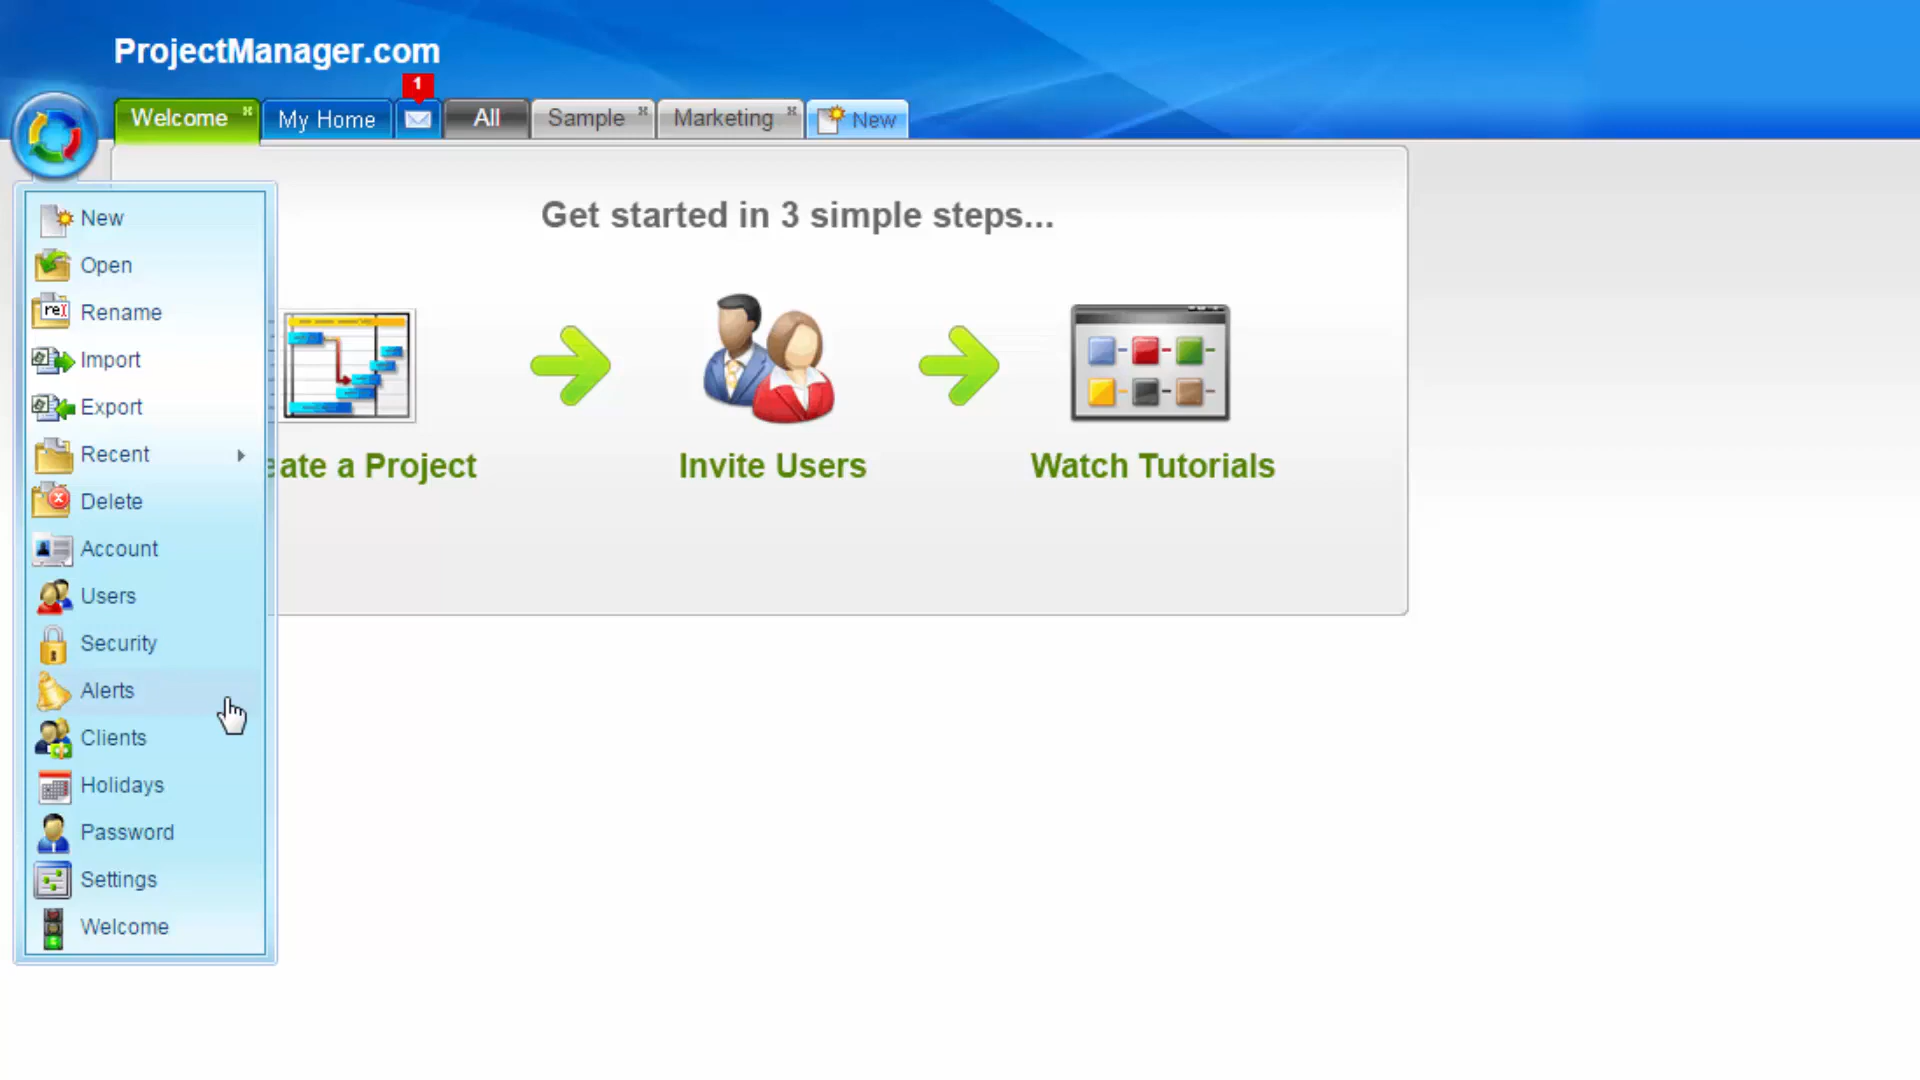 ProjectManager.com
1
Welcome
My Home
All
Sample
Marketing
New
Get started in 3 simple steps...
New
Open
Rename
Import
Export
Recent
Delete
Account
Users
Security
Alerts
Clients
Holidays
Password
Settings
Welcome
eate a Project
Invite Users
Watch Tutorials